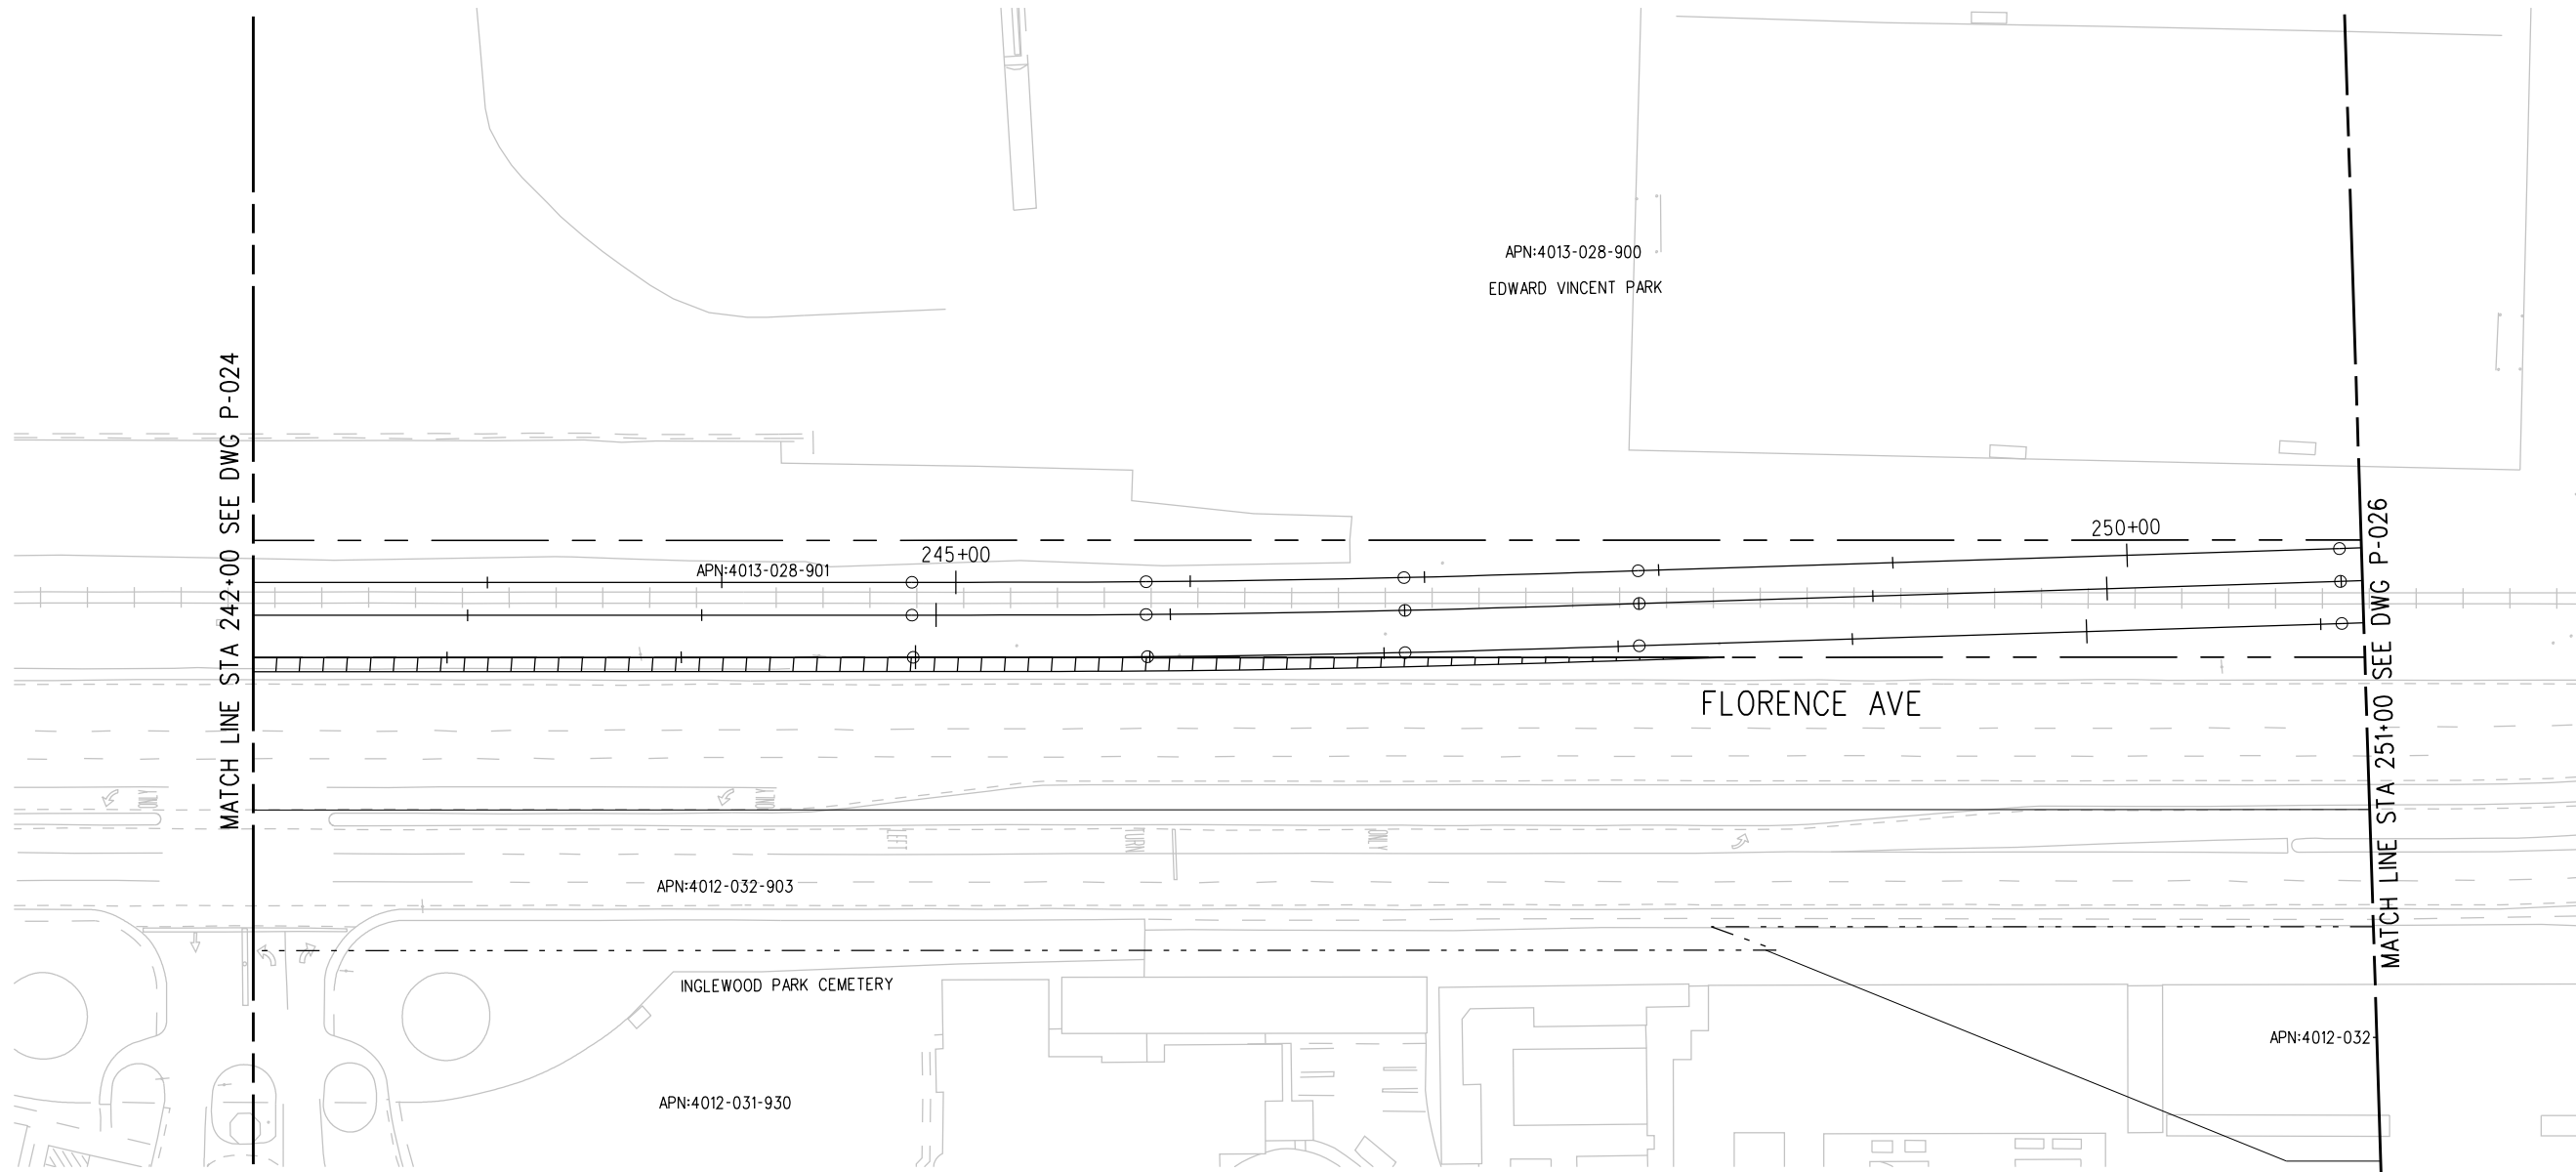 APN:4013-028-900
EDWARD VINCENT PARK
MATCH LINE STA 242+00 SEE DWG P-024
MATCH LINE STA 251+00 SEE DWG P-026
250+00
245+00
APN:4013-028-901
FLORENCE AVE
ONLY
ONLY
LEFT
TURN
ONLY
APN:4012-032-903
INGLEWOOD PARK CEMETERY
APN:4012-032-
APN:4012-031-930